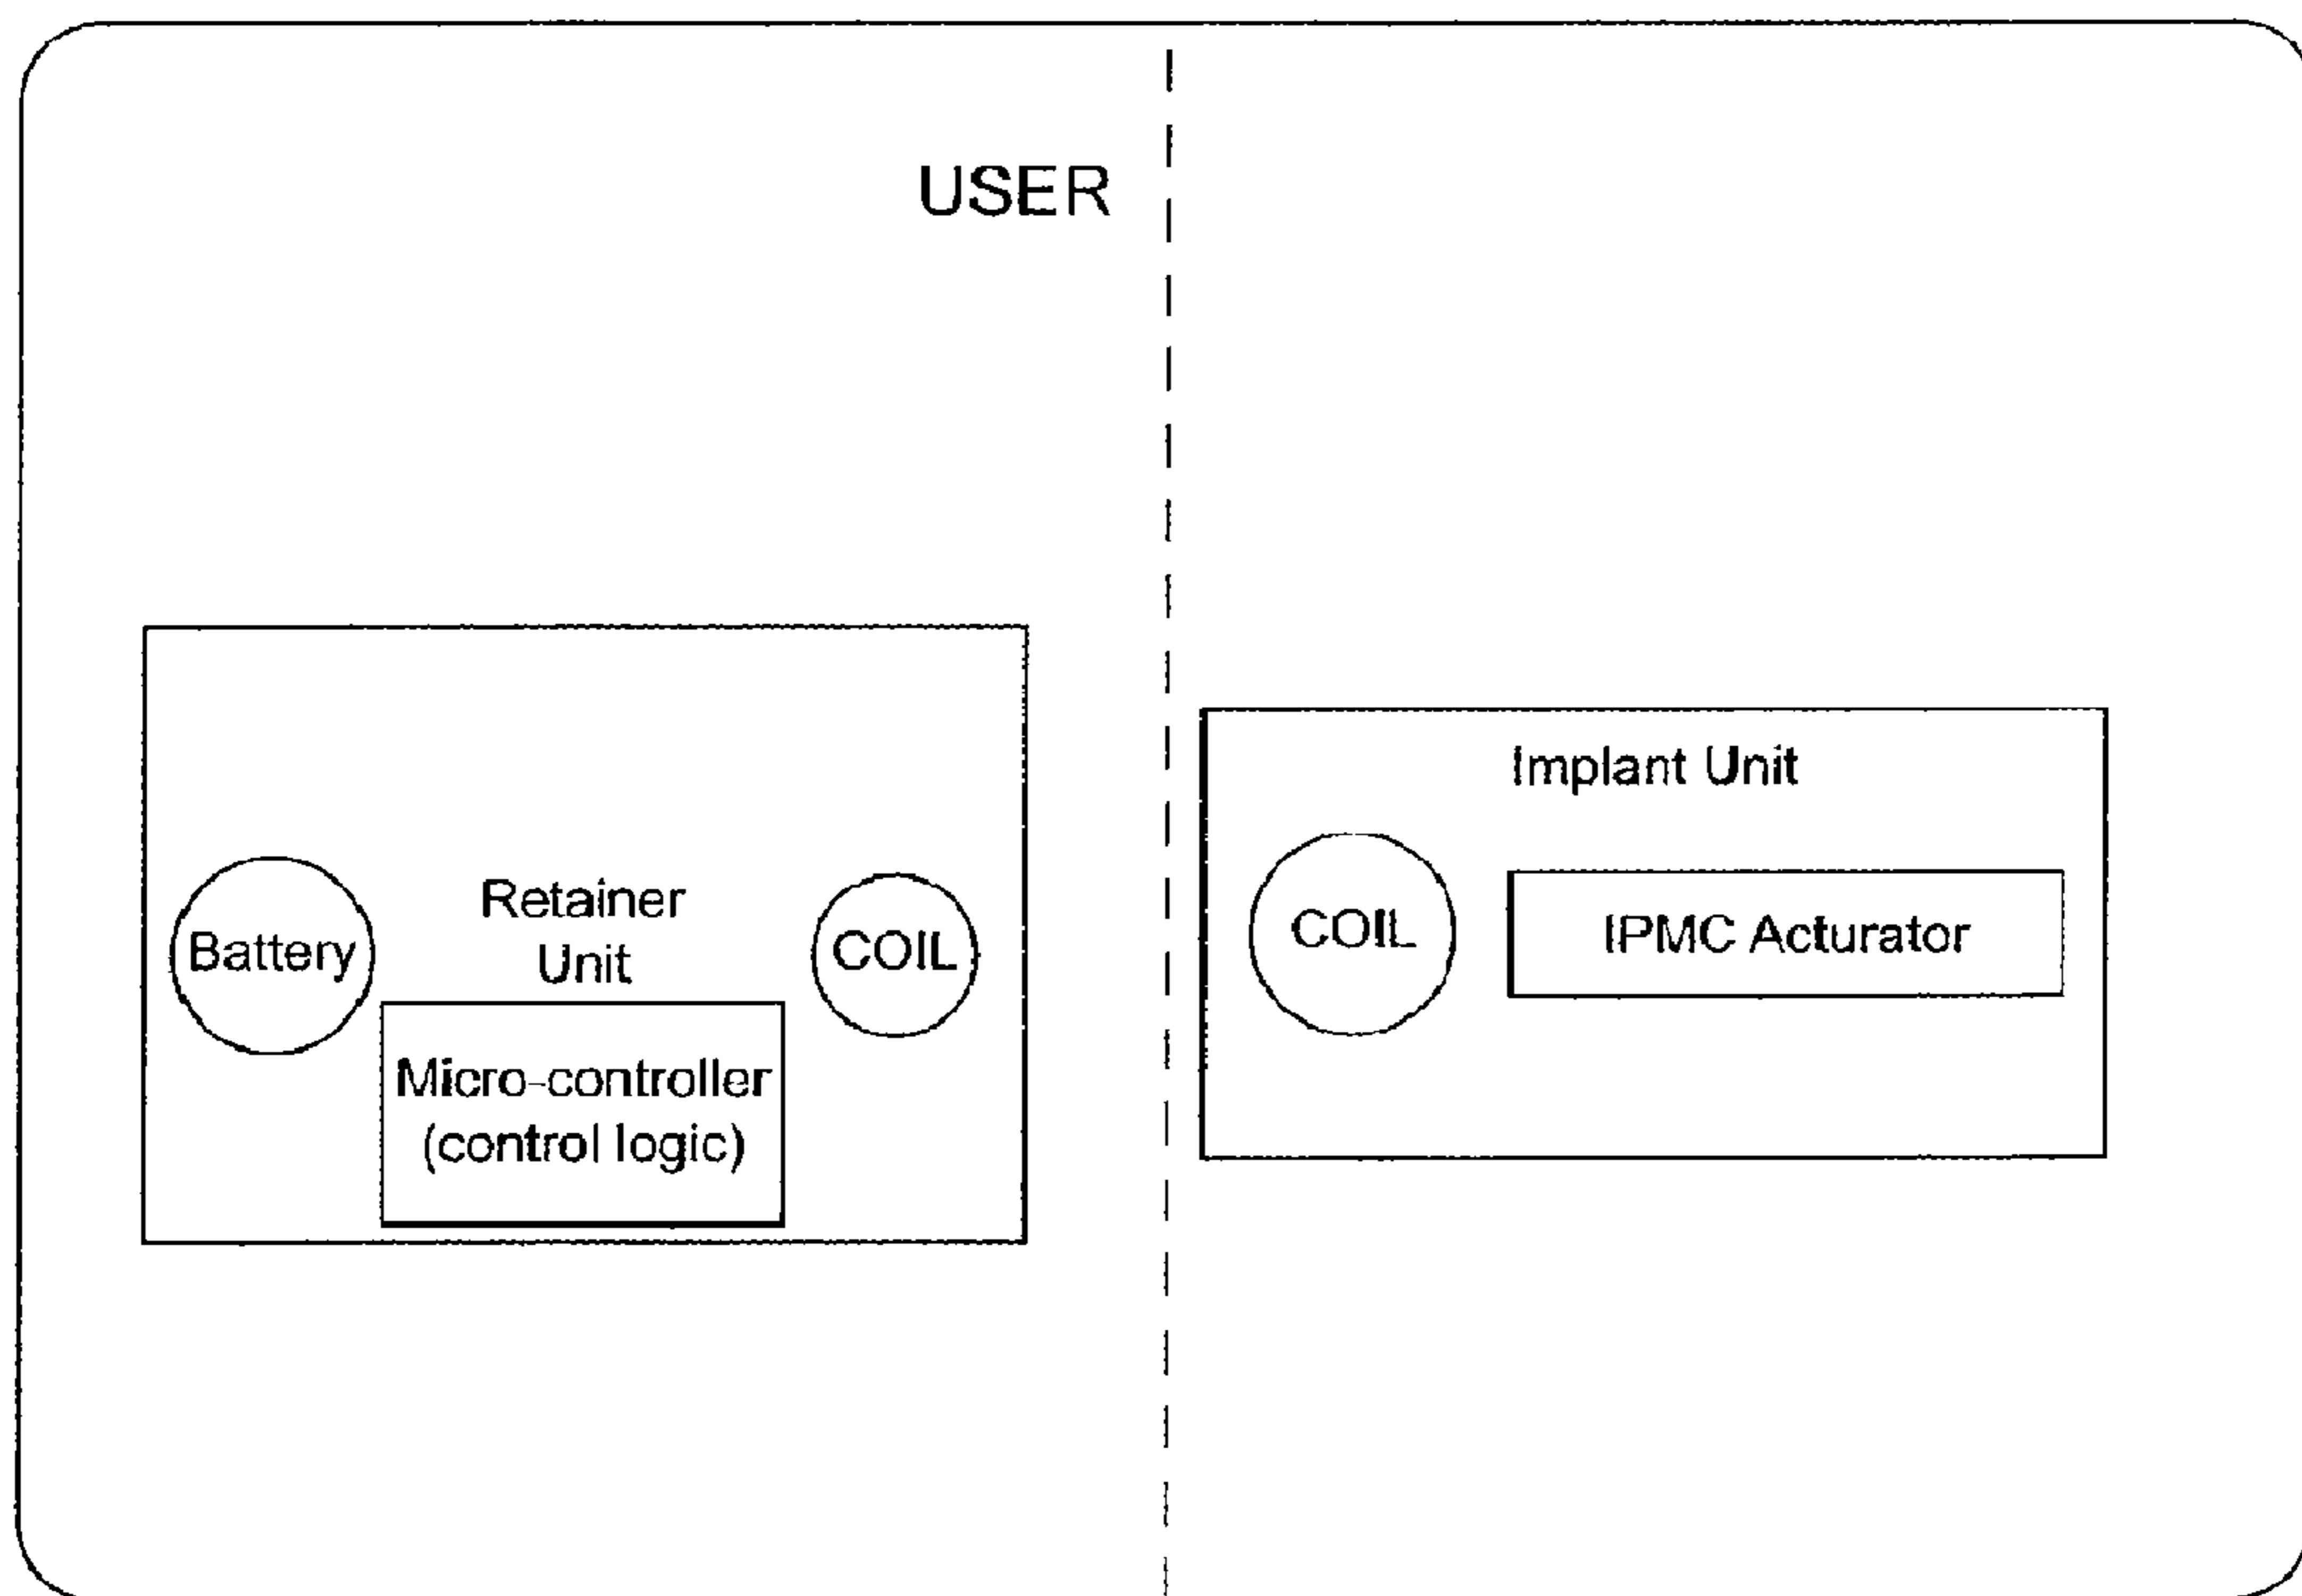 USER
Retainer
Unit
Battery
COIL
Micro-controller
(control logic)
Implant Unit
COIL
IPMC Acturator